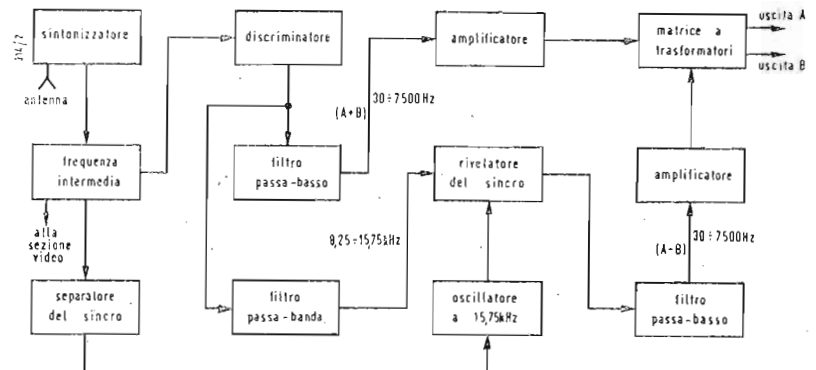 sintonizzatore
314/2
antenna
discriminatore
amplificatore
matrice a
trasformatori
uscita A
uscita B
(A+B)
30÷7500Hz
frequenza
intermedia
filtro
passa-basso
rivelatore
del sincro
amplificatore
alla
sezione
video
8,25÷15,75kHz
(A-B)
30÷7500Hz
separatore
del sincro
filtro
passa-banda
oscillatore
a 15,75kHz
filtro
passa-basso